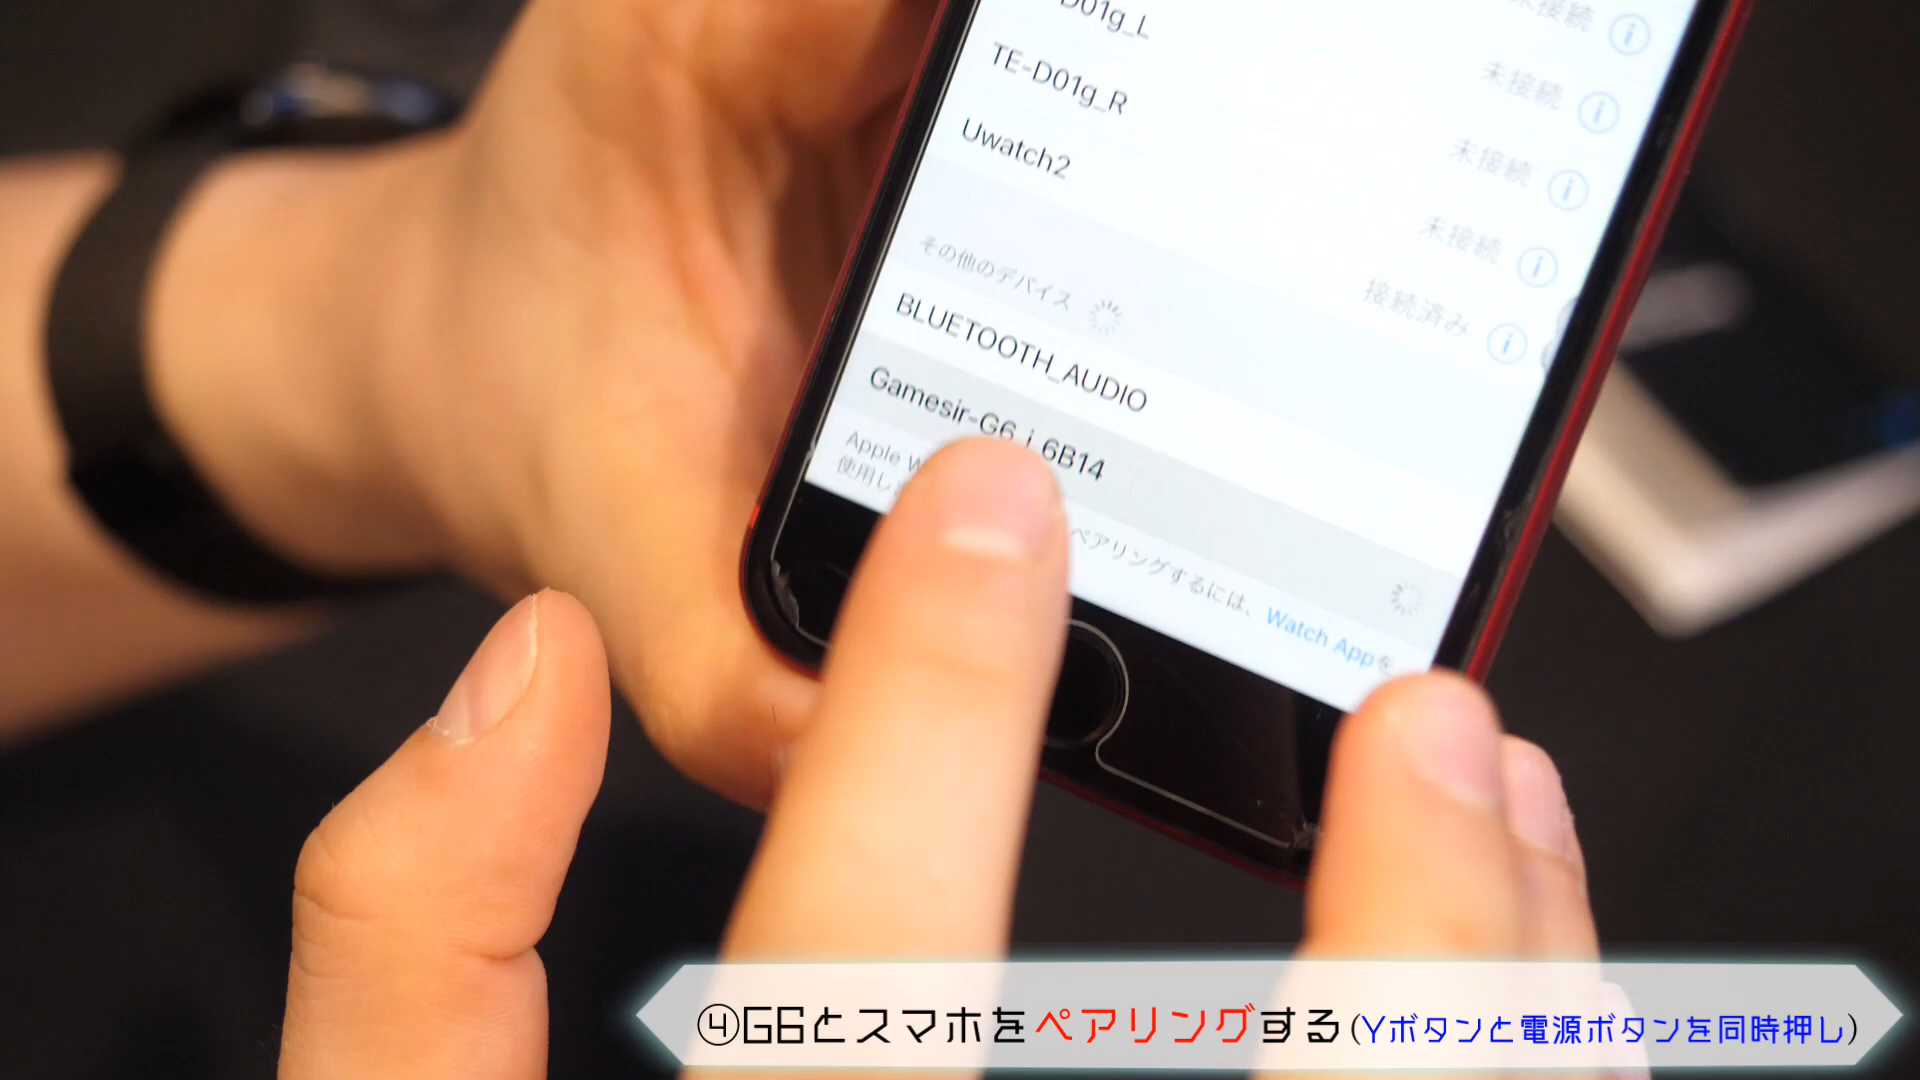 D01g_L
未接続
TE-D01g_R
未接続
Uwatch2
未接続
未接続
接続済み
その他のデバイス
BLUETOOTH_AUDIO
Gamesir-G6_i_6B14
Apple W ペアリングするには、Watch Appを
使用し
④G6とスマホをペアリングする(Yボタンと電源ボタンを同時押し)